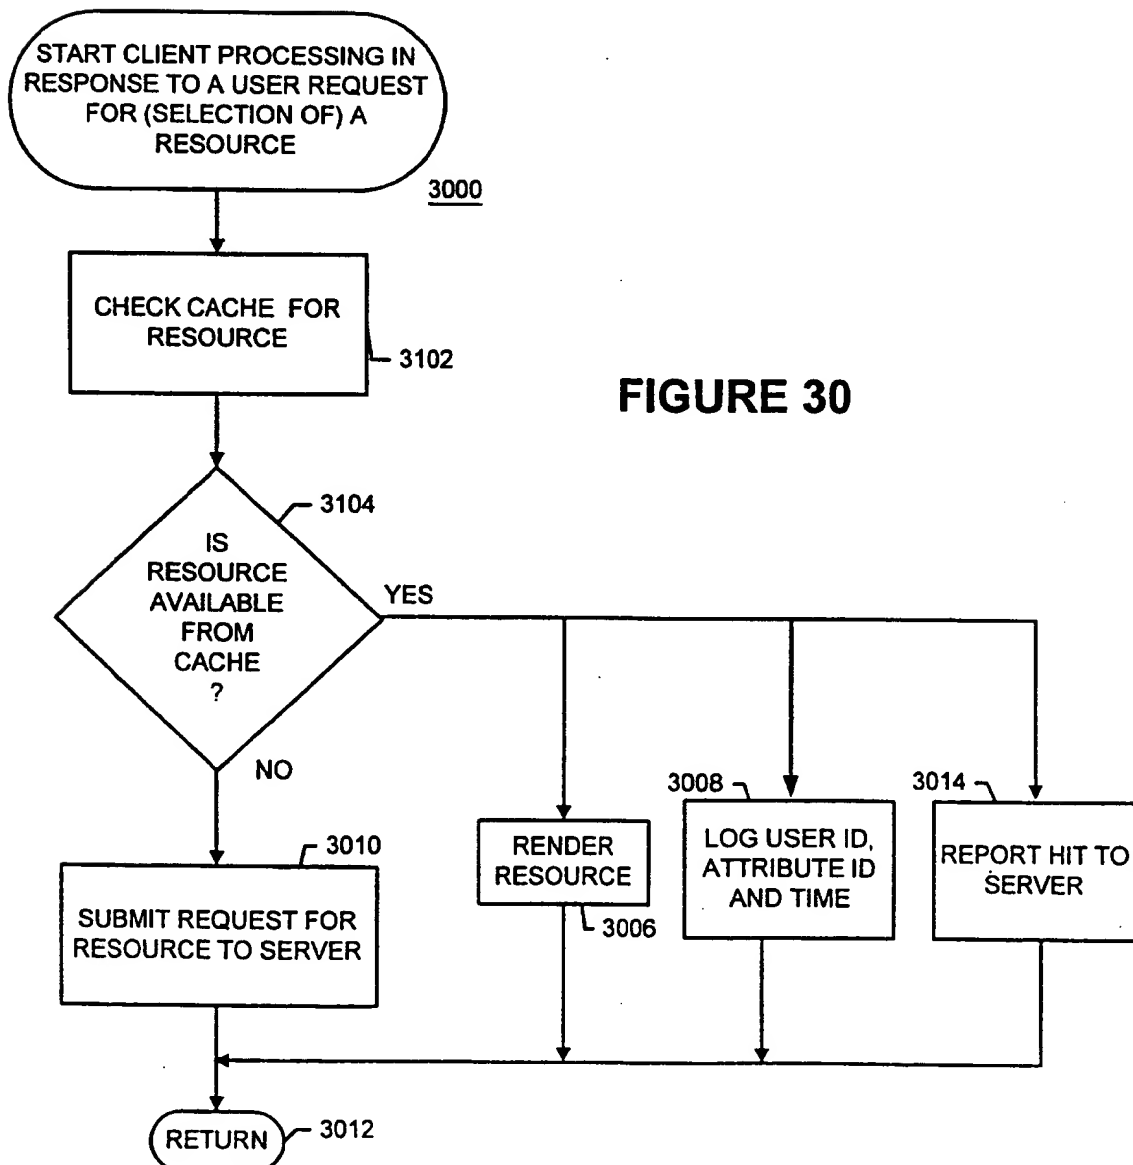 START CLIENT PROCESSING IN
RESPONSE TO A USER REQUEST
FOR (SELECTION OF) A
RESOURCE
3000
CHECK CACHE FOR
RESOURCE
3102
FIGURE 30
3104
IS
RESOURCE
AVAILABLE
FROM
CACHE
?
YES
NO
3010
SUBMIT REQUEST FOR
RESOURCE TO SERVER
RENDER
RESOURCE
3006
3008
LOG USER ID,
ATTRIBUTE ID
AND TIME
3014
REPORT HIT TO
SERVER
RETURN
3012